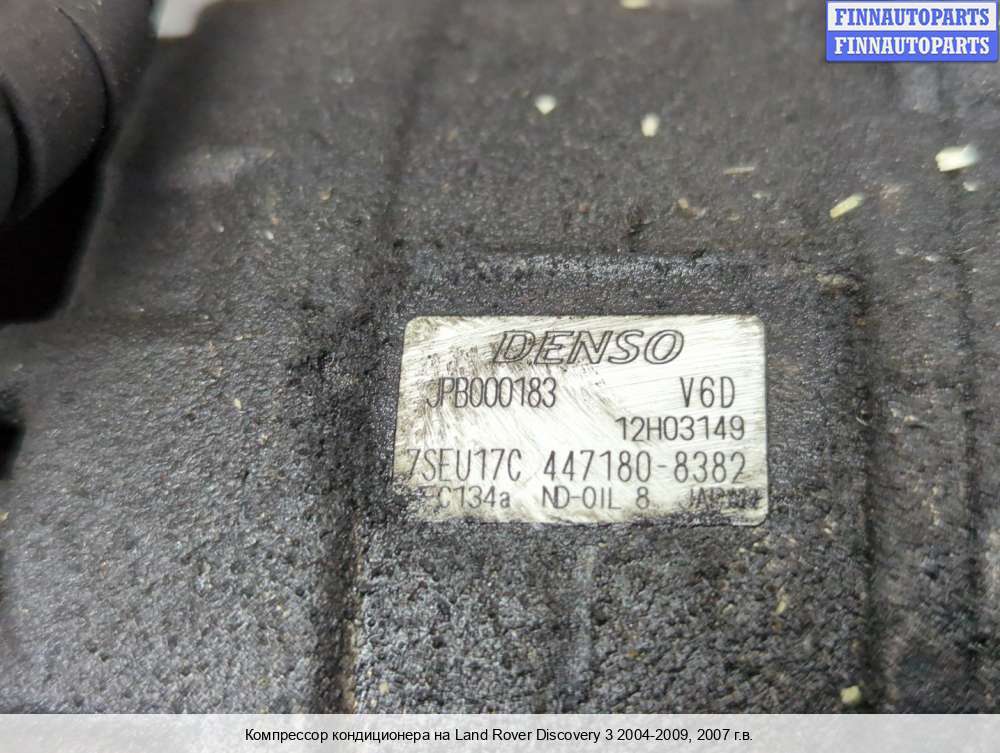 FINNAUTOPARTS
FINNAUTOPARTS
DENSO
JPB000183 V6D
12H03149
7SEU17C 447180-8382
C134a ND-OIL 8 JAPAN
Компрессор кондиционера на Land Rover Discovery 3 2004-2009, 2007 г.в.